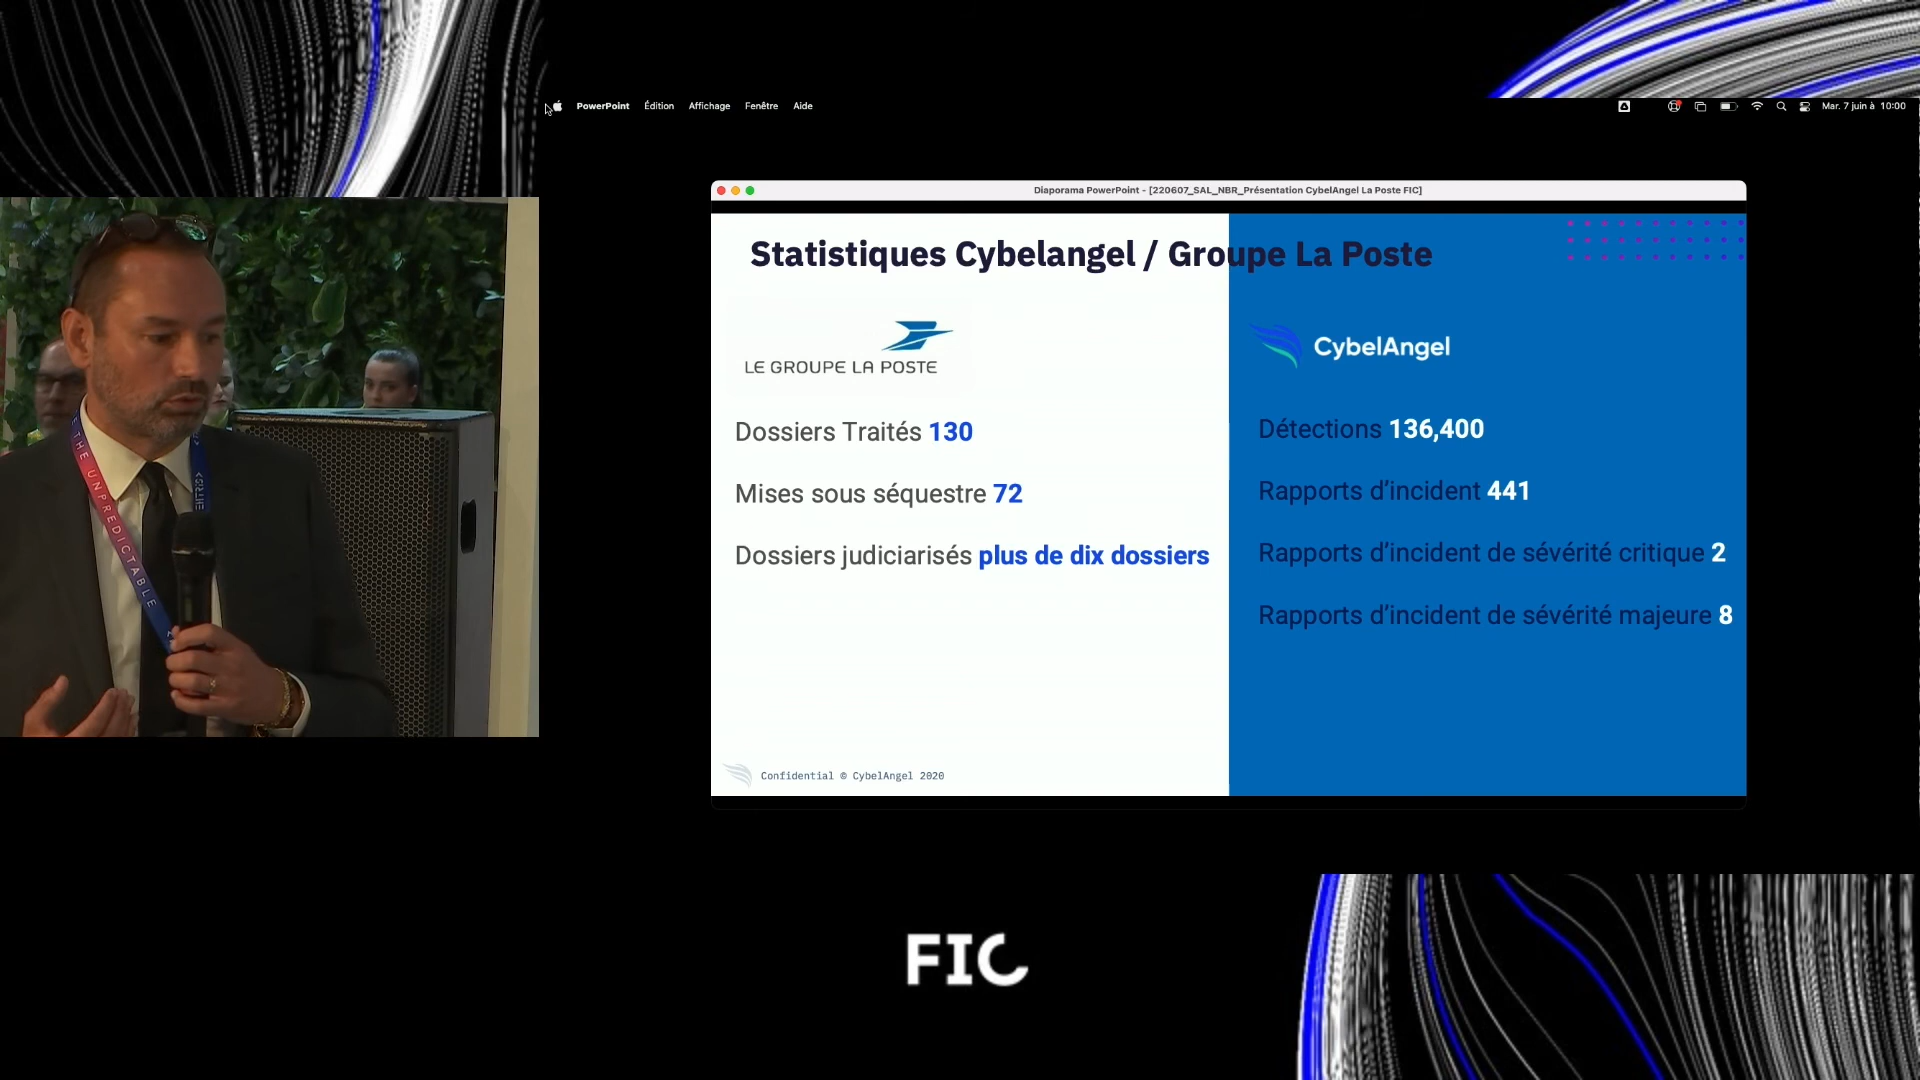 PowerPoint Édition Affichage Fenêtre Aide
Mar. 7 juin à 10:00
Diaporama PowerPoint - [220607_SAL_NBR_Présentation CybelAngel La Poste FIC]
Statistiques Cybelangel / Groupe La Poste
LE GROUPE LA POSTE
Dossiers Traités 130
Mises sous séquestre 72
Dossiers judiciarisés plus de dix dossiers
CybelAngel
Détections 136,400
Rapports d’incident 441
Rapports d’incident de sévérité critique 2
Rapports d’incident de sévérité majeure 8
Confidential © CybelAngel 2020
THE UNPREDICTABLE
FIC